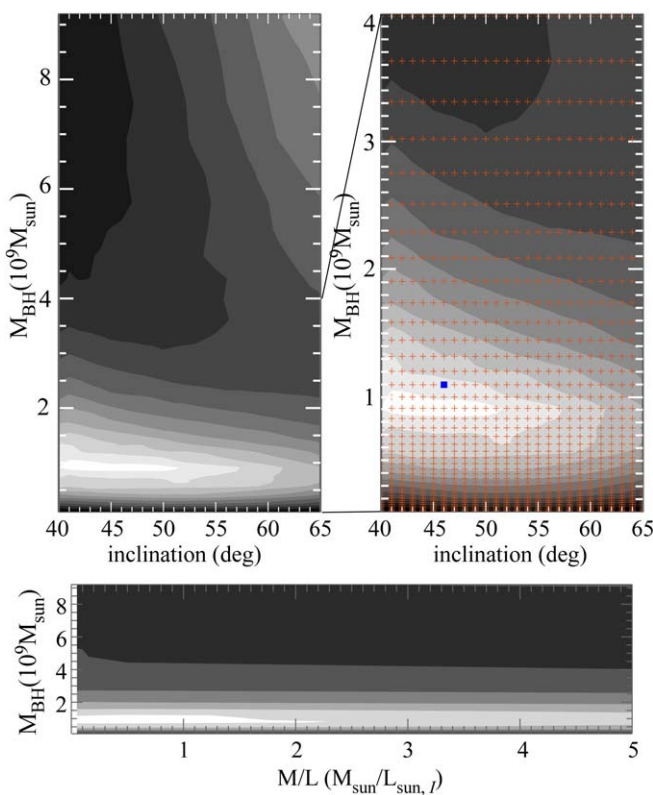 8
6
4
2
M_BH(10^9M_sun)
40 45 50 55 60 65
inclination (deg)
4
3
2
1
M_BH(10^9M_sun)
40 45 50 55 60 65
inclination (deg)
8
6
4
2
M_BH(10^9M_sun)
1 2 3 4 5
M/L (M_sun/L_sun, I)